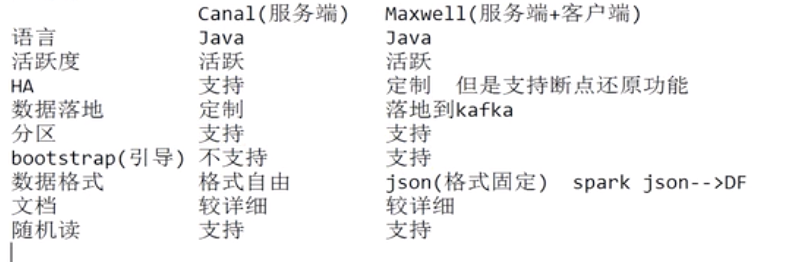 Canal(服务端) Maxwell(服务端+客户端)
语言 Java Java
活跃度 活跃 活跃
HA 支持 定制 但是支持断点还原功能
数据落地 定制 落地到kafka
分区 支持 支持
bootstrap(引导) 不支持 支持
数据格式 格式自由 json(格式固定) spark json-->DF
文档 较详细 较详细
随机读 支持 支持